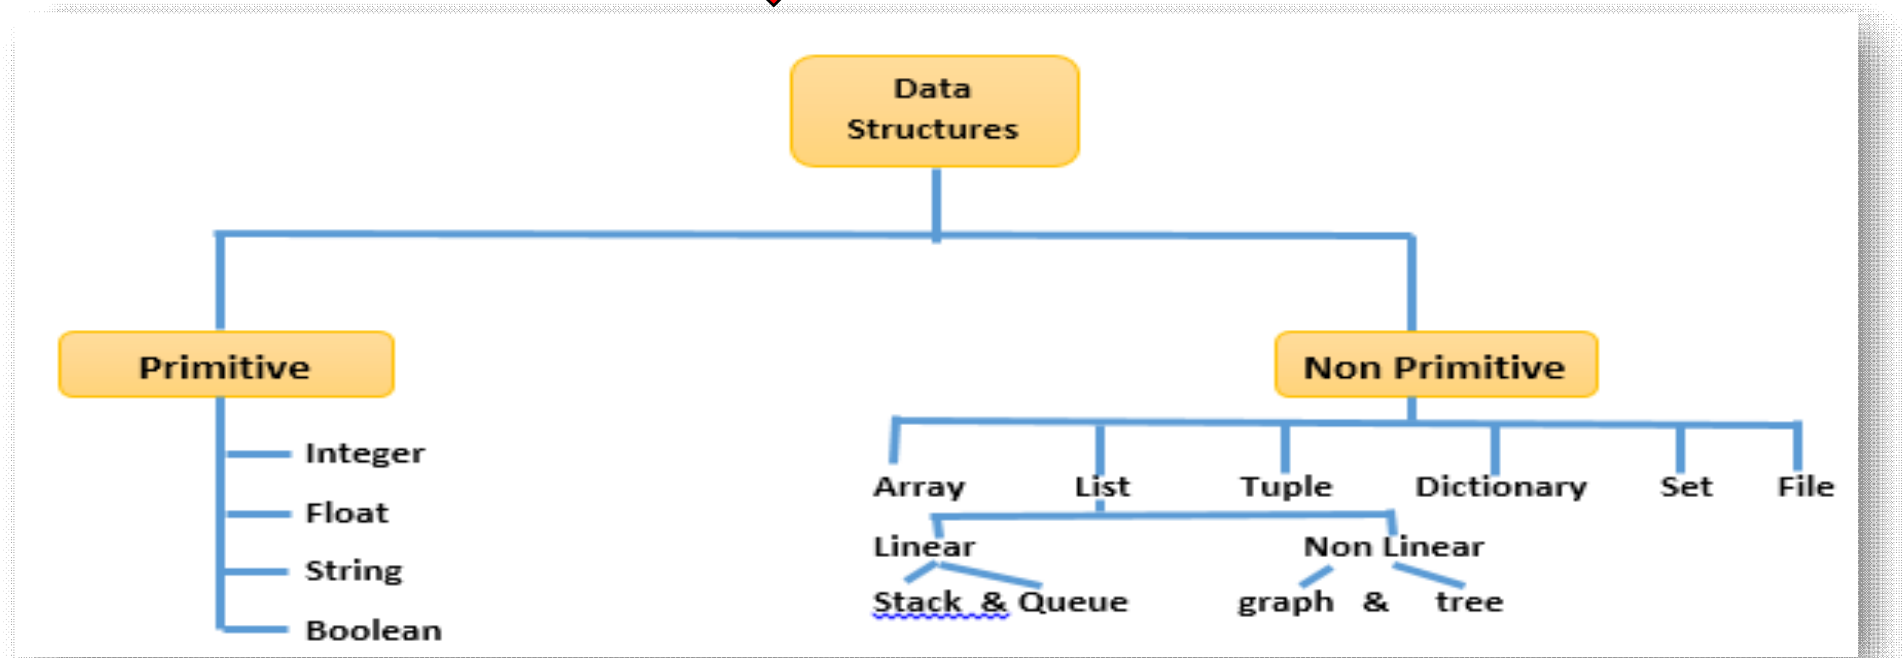 Data
Structures
Primitive
Non Primitive
Integer
Float
String
Boolean
Array List Tuple Dictionary Set File
Linear Non Linear
Stack & Queue graph & tree